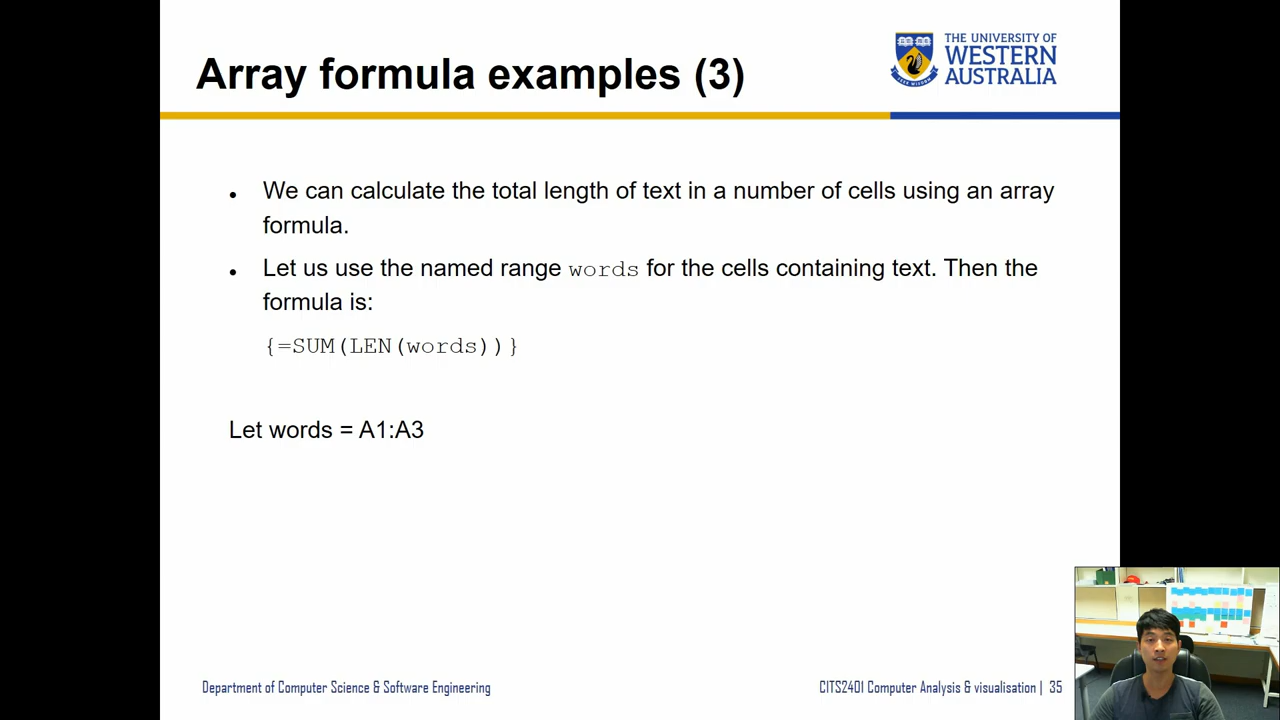 Array formula examples (3)
THE UNIVERSITY OF
WESTERN
AUSTRALIA
• We can calculate the total length of text in a number of cells using an array
formula.
• Let us use the named range words for the cells containing text. Then the
formula is:
{=SUM(LEN(words))}
Let words = A1:A3
Department of Computer Science & Software Engineering
CITS2401 Computer Analysis & visualisation | 35